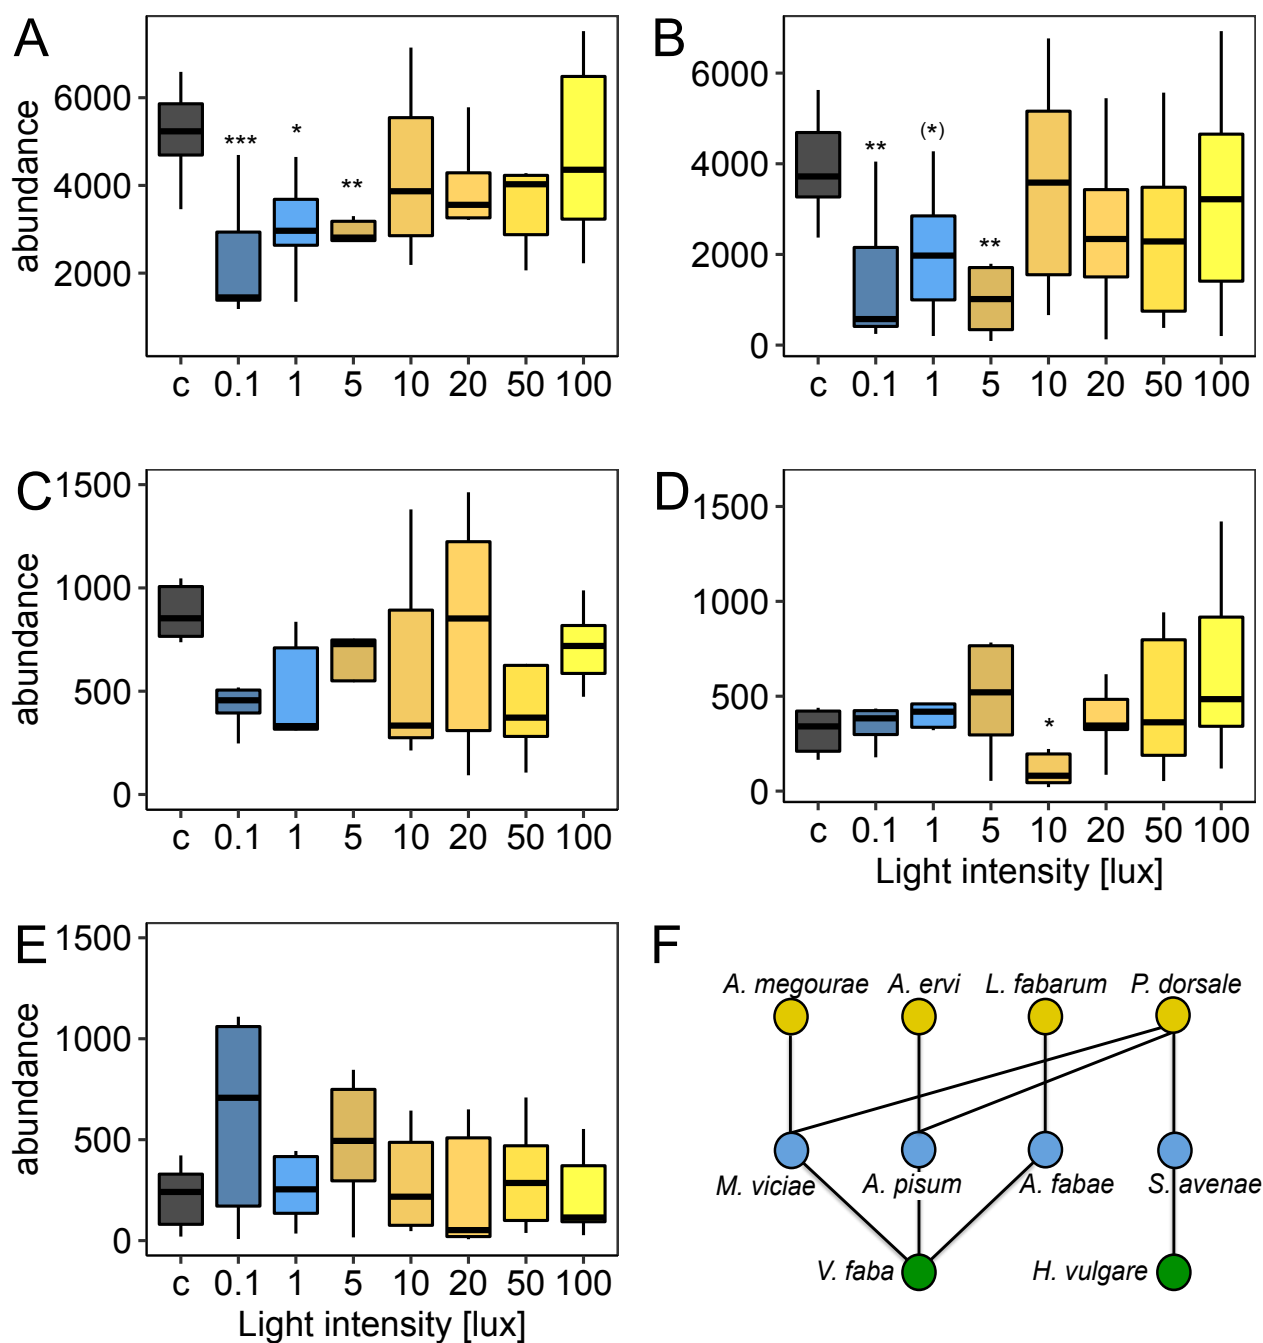 A
abundance
6000
4000
2000
***
*
**
c 0.1 1 5 10 20 50 100
B
6000
4000
2000
0
**
(*)
**
c 0.1 1 5 10 20 50 100
C
abundance
1500
1000
500
0
c 0.1 1 5 10 20 50 100
D
1500
1000
500
0
*
c 0.1 1 5 10 20 50 100
Light intensity [lux]
E
abundance
1500
1000
500
0
c 0.1 1 5 10 20 50 100
Light intensity [lux]
F
A. megourae A. ervi L. fabarum P. dorsale
M. viciae A. pisum A. fabae S. avenae
V. faba H. vulgare